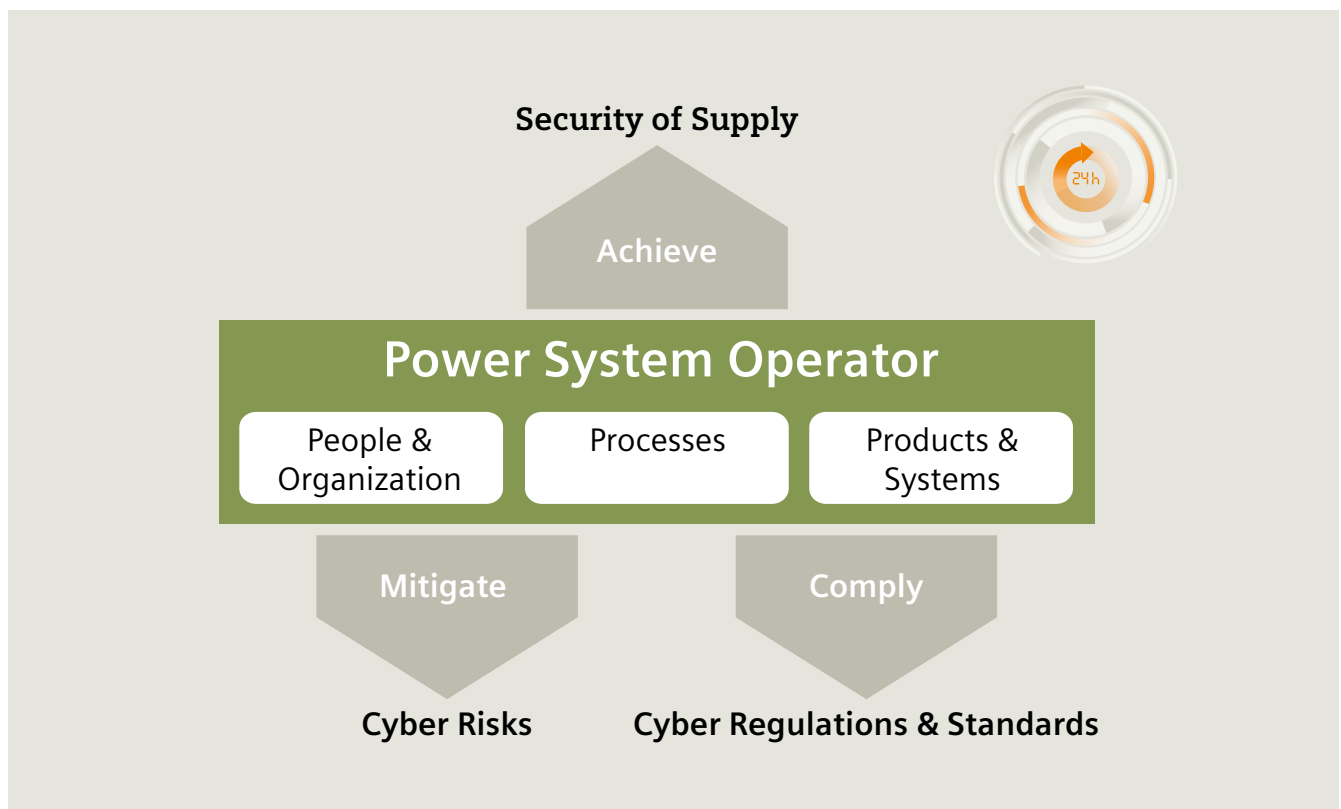 Security of Supply
24h
Achieve
Power System Operator
People &
Organization
Processes
Products &
Systems
Mitigate
Comply
Cyber Risks
Cyber Regulations & Standards